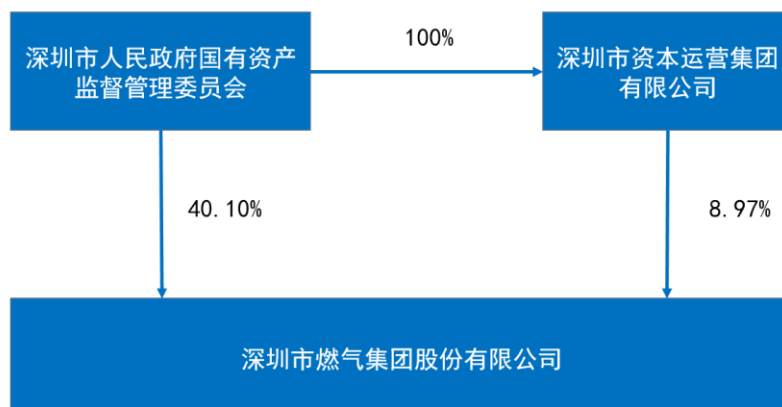 100%
深圳市人民政府国有资产
监督管理委员会
深圳市资本运营集团
有限公司
40.10%
8.97%
深圳市燃气集团股份有限公司